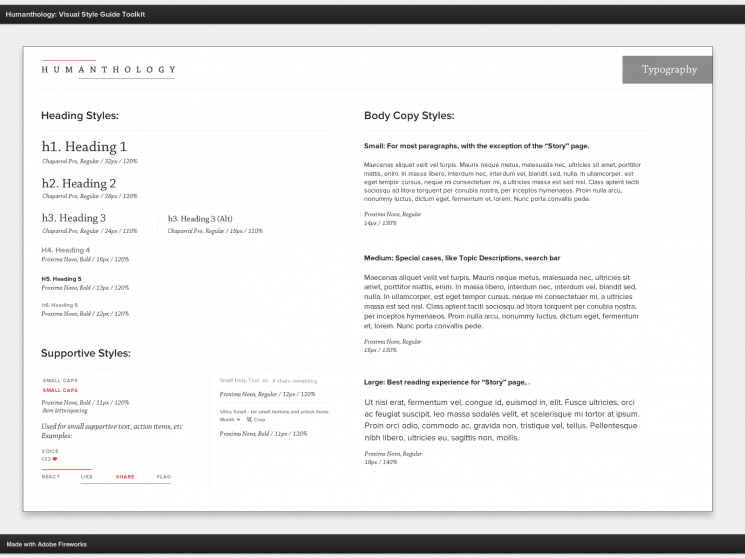 Humanthology: Visual Style Guide Toolkit
HUMANTHOLOGY
Typography
Heading Styles:
h1. Heading 1
Chaparral Pro, Regular / 32px / 120%
h2. Heading 2
Chaparral Pro, Regular / 28px / 120%
h3. Heading 3
Chaparral Pro, Regular / 24px / 110%
h3. Heading 3 (Alt)
Chaparral Pro, Regular / 18px / 110%
H4. Heading 4
Proxima Nova, Bold / 16px / 120%
H5. Heading 5
Proxima Nova, Bold / 13px / 120%
h6. Heading 6
Proxima Nova, Bold / 12px / 120%
Supportive Styles:
SMALL CAPS
SMALL CAPS
Proxima Nova, Bold / 11px / 120%
.8em letterspacing
Used for small supportive text, action items, etc
Examples:
VOICE
123
REACT LIKE SHARE FLAG
Small Help Text, ex: # chars remaining
Proxima Nova, Regular / 12px / 120%
Ultra Small : for small buttons and action items.
Month Crop
Proxima Nova, Bold / 11px / 120%
Body Copy Styles:
Small: For most paragraphs, with the exception of the “Story” page.
Maecenas aliquet velit vel turpis. Mauris neque metus, malesuada nec, ultricies sit amet, porttitor
mattis, enim. In massa libero, interdum nec, interdum vel, blandit sed, nulla. In ullamcorper, est
eget tempor cursus, neque mi consectetuer mi, a ultricies massa est sed nisl. Class aptent taciti
sociosqu ad litora torquent per conubia nostra, per inceptos hymenaeos. Proin nulla arcu,
nonummy luctus, dictum eget, fermentum et, lorem. Nunc porta convallis pede.
Proxima Nova, Regular
14px / 130%
Medium: Special cases, like Topic Descriptions, search bar
Maecenas aliquet velit vel turpis. Mauris neque metus, malesuada nec, ultricies sit
amet, porttitor mattis, enim. In massa libero, interdum nec, interdum vel, blandit sed,
nulla. In ullamcorper, est eget tempor cursus, neque mi consectetuer mi, a ultricies
massa est sed nisl. Class aptent taciti sociosqu ad litora torquent per conubia nostra,
per inceptos hymenaeos. Proin nulla arcu, nonummy luctus, dictum eget, fermentum
et, lorem. Nunc porta convallis pede.
Proxima Nova, Regular
16px / 130%
Large: Best reading experience for “Story” page, .
Ut nisi erat, fermentum vel, congue id, euismod in, elit. Fusce ultricies, orci
ac feugiat suscipit, leo massa sodales velit, et scelerisque mi tortor at ipsum.
Proin orci odio, commodo ac, gravida non, tristique vel, tellus. Pellentesque
nibh libero, ultricies eu, sagittis non, mollis.
Proxima Nova, Regular
18px / 140%
Made with Adobe Fireworks